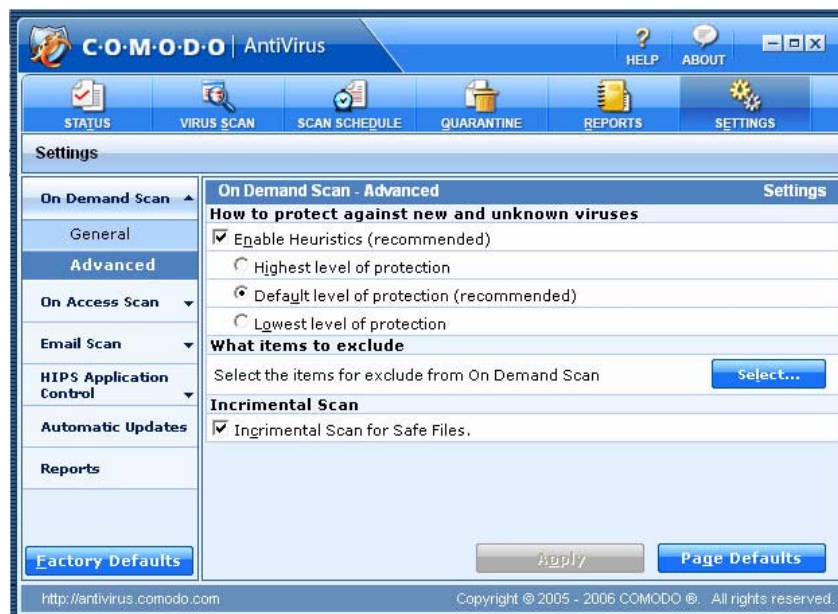 C·O·M·O·D·O | AntiVirus
HELP
ABOUT
STATUS
VIRUS SCAN
SCAN SCHEDULE
QUARANTINE
REPORTS
SETTINGS
Settings
On Demand Scan
General
Advanced
On Access Scan
Email Scan
HIPS Application
Control
Automatic Updates
Reports
Factory Defaults
On Demand Scan - Advanced
Settings
How to protect against new and unknown viruses
Enable Heuristics (recommended)
Highest level of protection
Default level of protection (recommended)
Lowest level of protection
What items to exclude
Select the items for exclude from On Demand Scan
Select...
Incrimental Scan
Incrimental Scan for Safe Files.
Apply
Page Defaults
http://antivirus.comodo.com
Copyright © 2005 - 2006 COMODO ®. All rights reserved.